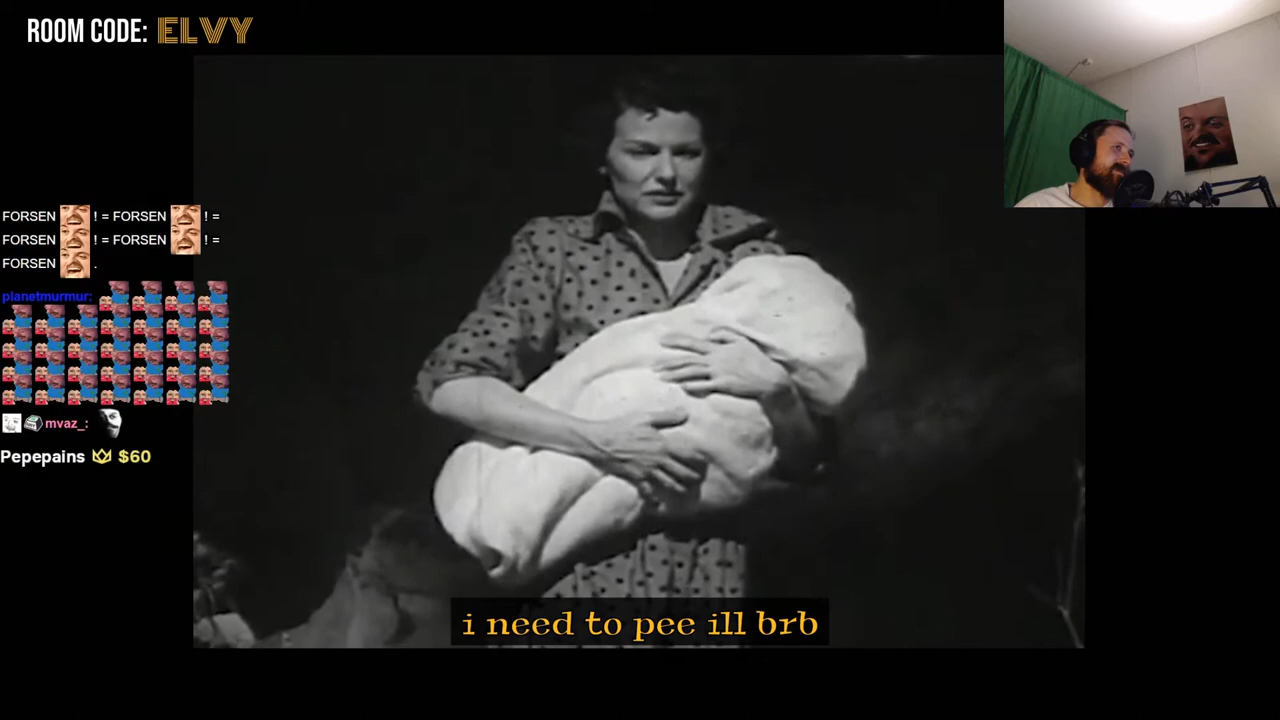 ROOM CODE: ELVY
FORSEN ! = FORSEN ! =
FORSEN ! = FORSEN ! =
FORSEN .
planetmurmur:
mvaz_:
Pepepains $60
i need to pee ill brb